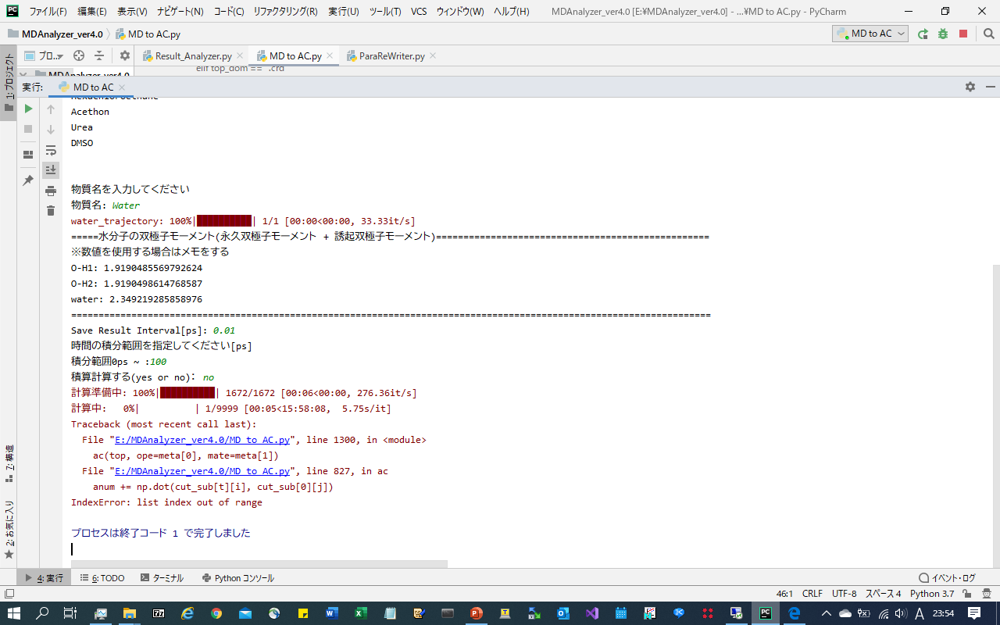 ファイル(F) 編集(E) 表示(V) ナビゲート(N) コード(C) リファクタリング(R) 実行(U) ツール(T) VCS ウィンドウ(W) ヘルプ(H) MDAnalyzer_ver4.0 [E:¥MDAnalyzer_ver4.0] - ...¥MD to AC.py - PyCharm
MDAnalyzer_ver4.0 MD to AC.py MD to AC
プロ... Result_Analyzer.py MD to AC.py ParaReWriter.py
MDAnalyzer_ver4.0 elif top_dom == ".crd
1: プロジェクト
実行: MD to AC
Hexachloroethane
Acethon
Urea
DMSO
物質名を入力してください
物質名: Water
water_trajectory: 100%|██████████| 1/1 [00:00<00:00, 33.33it/s]
=====水分子の双極子モーメント(永久双極子モーメント + 誘起双極子モーメント)==================================================
※数値を使用する場合はメモをする
O-H1: 1.9190485569792624
O-H2: 1.9190498614768587
water: 2.349219285858976
=====================================================================================================================
Save Result Interval[ps]: 0.01
時間の積分範囲を指定してください[ps]
積分範囲0ps ~ :100
積算計算する(yes or no): no
計算準備中: 100%|██████████| 1672/1672 [00:06<00:00, 276.36it/s]
計算中: 0%| | 1/9999 [00:05<15:58:08, 5.75s/it]
Traceback (most recent call last):
File "E:/MDAnalyzer_ver4.0/MD to AC.py", line 1300, in <module>
ac(top, ope=meta[0], mate=meta[1])
File "E:/MDAnalyzer_ver4.0/MD to AC.py", line 827, in ac
anum += np.dot(cut_sub[t][i], cut_sub[0][j])
IndexError: list index out of range
プロセスは終了コード 1 で完了しました
7: 構造
2: お気に入り
4: 実行 6: TODO ターミナル Python コンソール イベント・ログ
46:1 CRLF UTF-8 スペース 4 Python 3.7
A 23:54